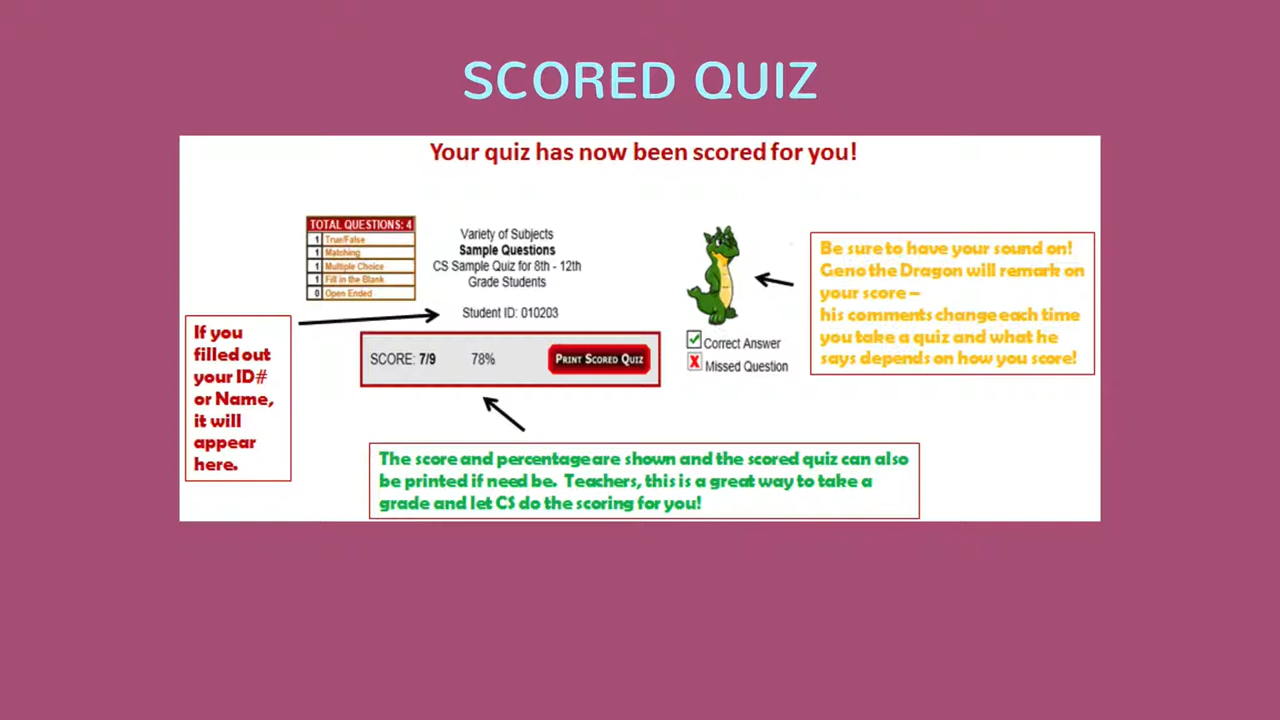 SCORED QUIZ
Your quiz has now been scored for you!
TOTAL QUESTIONS: 4
1 True/False
1 Matching
1 Multiple Choice
1 Fill in the Blank
0 Open Ended
Variety of Subjects
Sample Questions
CS Sample Quiz for 8th - 12th
Grade Students
Student ID: 010203
SCORE: 7/9 78% PRINT SCORED QUIZ
Correct Answer
Missed Question
Be sure to have your sound on!
Geno the Dragon will remark on
your score –
his comments change each time
you take a quiz and what he
says depends on how you score!
If you
filled out
your ID#
or Name,
it will
appear
here.
The score and percentage are shown and the scored quiz can also
be printed if need be. Teachers, this is a great way to take a
grade and let CS do the scoring for you!